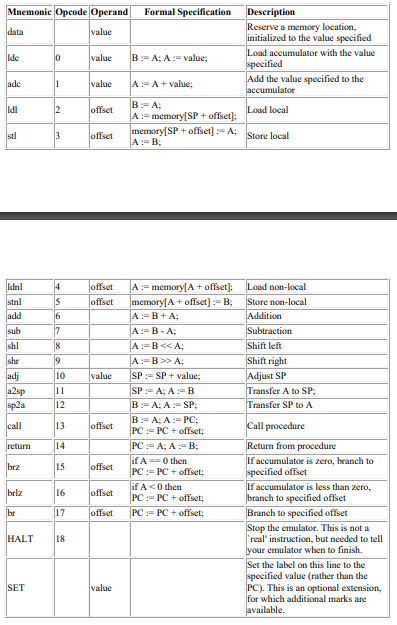 Mnemonic Opcode Operand Formal Specification Description
data value Reserve a memory location,
initialized to the value specified
ldc 0 value B := A; A := value; Load accumulator with the value
specified
adc 1 value A := A + value; Add the value specified to the
accumulator
ldl 2 offset B := A;
A := memory[SP + offset]; Load local
stl 3 offset memory[SP + offset] := A;
A := B; Store local
ldnl 4 offset A := memory[A + offset]; Load non-local
stnl 5 offset memory[A + offset] := B; Store non-local
add 6 A := B + A; Addition
sub 7 A := B - A; Subtraction
shl 8 A := B << A; Shift left
shr 9 A := B >> A; Shift right
adj 10 value SP := SP + value; Adjust SP
a2sp 11 SP := A; A := B Transfer A to SP;
sp2a 12 B := A; A := SP; Transfer SP to A
call 13 offset B := A; A := PC;
PC := PC + offset; Call procedure
return 14 PC := A; A := B; Return from procedure
brz 15 offset if A == 0 then
PC := PC + offset; If accumulator is zero, branch to
specified offset
brlz 16 offset if A < 0 then
PC := PC + offset; If accumulator is less than zero,
branch to specified offset
br 17 offset PC := PC + offset; Branch to specified offset
HALT 18 Stop the emulator. This is not a
`real' instruction, but needed to tell
your emulator when to finish.
SET value Set the label on this line to the
specified value (rather than the
PC). This is an optional extension,
for which additional marks are
available.